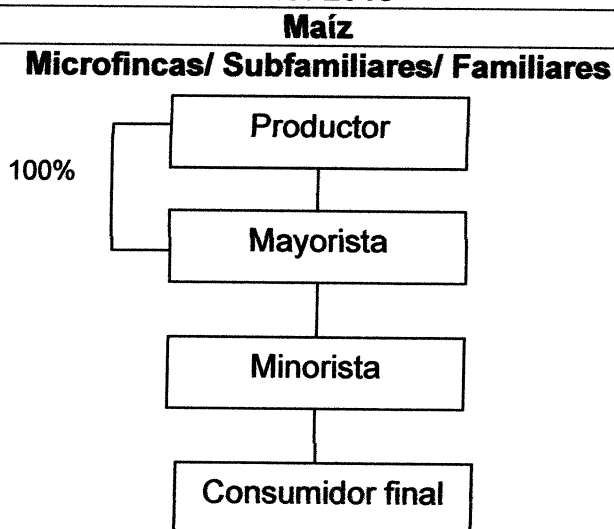 Maíz
Microfincas/ Subfamiliares/ Familiares
Productor
100%
Mayorista
Minorista
Consumidor final